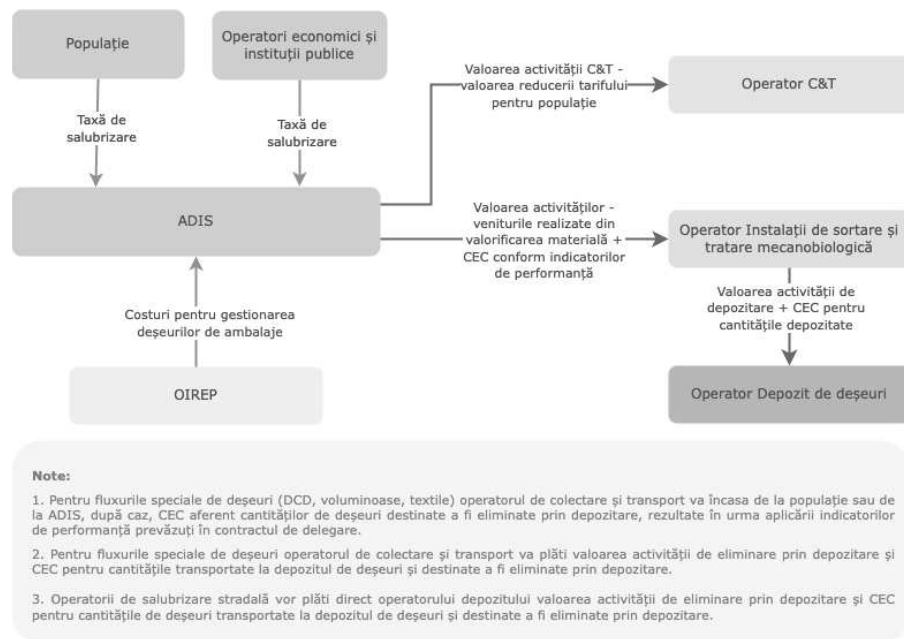 Populație
Operatori economici și
instituții publice
Valoarea activității C&T -
valoarea reducerii tarifului
pentru populație
Operator C&T
Taxă de
salubrizare
Taxă de
salubrizare
ADIS
Valoarea activităților -
veniturile realizate din
valorificarea materială +
CEC conform indicatorilor
de performanță
Operator Instalații de sortare și
tratare mecanobiologică
Costuri pentru gestionarea
deșeurilor de ambalaje
Valoarea activității de
depozitare + CEC pentru
cantitățile depozitate
OIREP
Operator Depozit de deșeuri
Note:
1. Pentru fluxurile speciale de deșeuri (DCD, voluminoase, textile) operatorul de colectare și transport va încasa de la populație sau de
la ADIS, după caz, CEC aferent cantităților de deșeuri destinate a fi eliminate prin depozitare, rezultate în urma aplicării indicatorilor
de performanță prevăzuți în contractul de delegare.
2. Pentru fluxurile speciale de deșeuri operatorul de colectare și transport va plăti valoarea activității de eliminare prin depozitare și
CEC pentru cantitățile transportate la depozitul de deșeuri și destinate a fi eliminate prin depozitare.
3. Operatorii de salubrizare stradală vor plăti direct operatorului depozitului valoarea activității de eliminare prin depozitare și CEC
pentru cantitățile de deșeuri transportate la depozitul de deșeuri și destinate a fi eliminate prin depozitare.